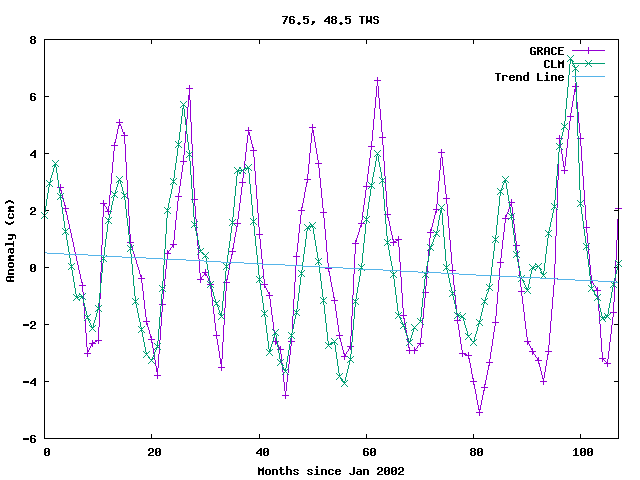 76.5, 48.5 TWS
GRACE
CLM
Trend Line
8
6
4
2
0
-2
-4
-6
Anomaly (cm)
0 20 40 60 80 100
Months since Jan 2002